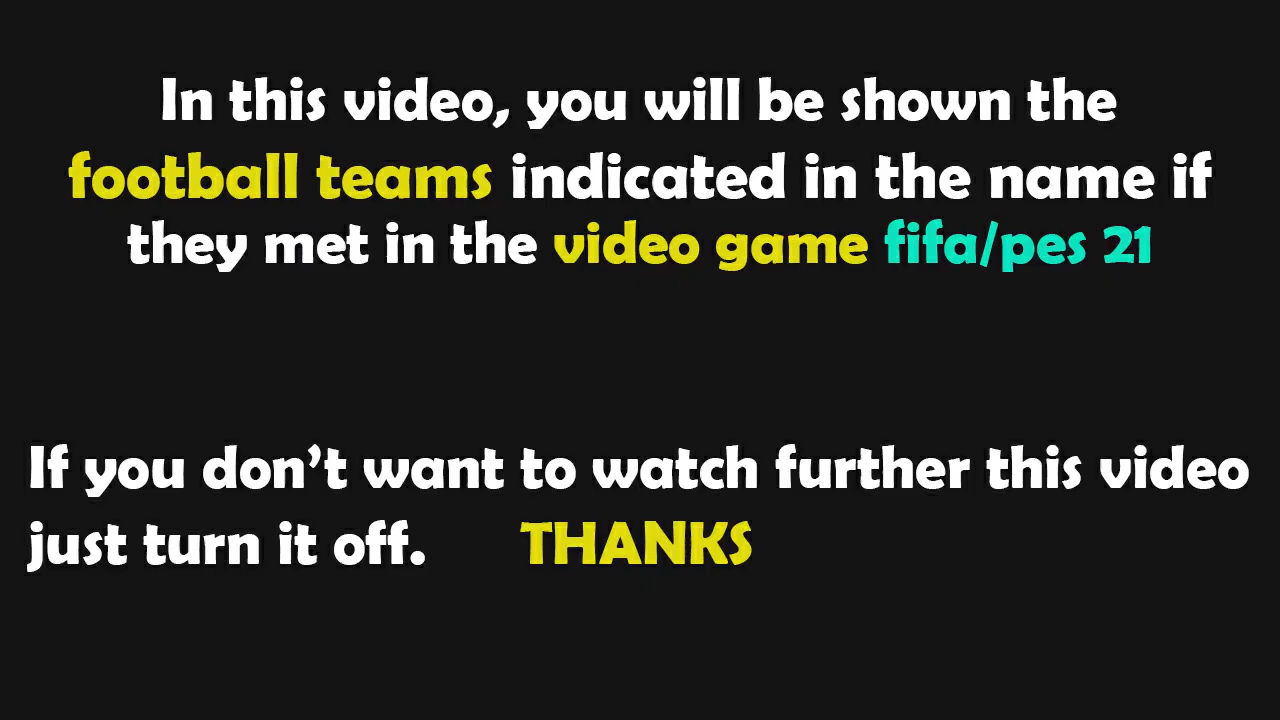 In this video, you will be shown the
football teams indicated in the name if
they met in the video game fifa/pes 21
If you don’t want to watch further this video
just turn it off. THANKS